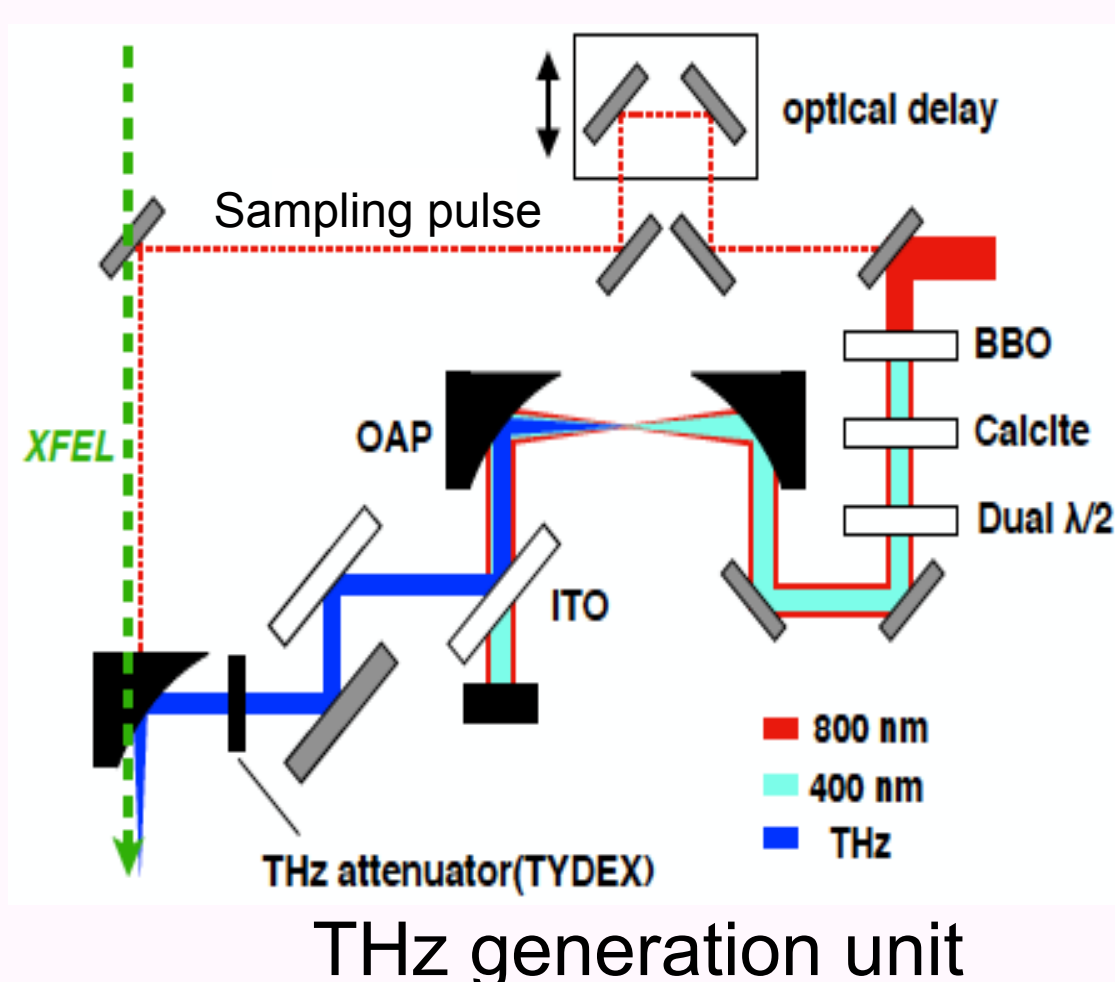 optical delay
Sampling pulse
BBO
OAP
XFEL
Calcite
Dual λ/2
ITO
800 nm
400 nm
THz
THz attenuator(TYDEX)
THz generation unit